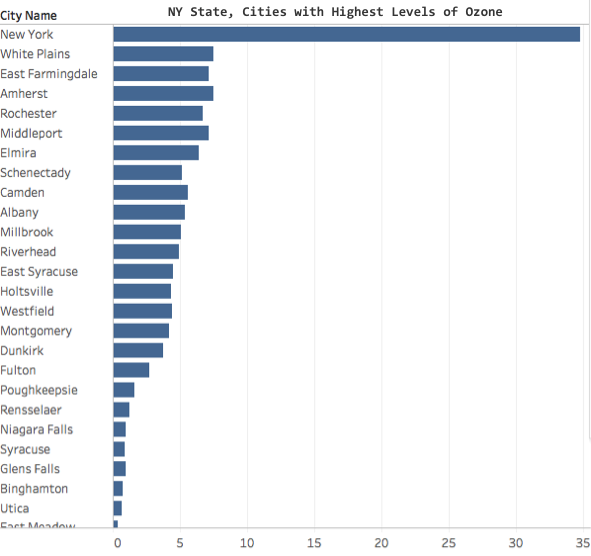 NY State, Cities with Highest Levels of Ozone
City Name
New York
White Plains
East Farmingdale
Amherst
Rochester
Middleport
Elmira
Schenectady
Camden
Albany
Millbrook
Riverhead
East Syracuse
Holtsville
Westfield
Montgomery
Dunkirk
Fulton
Poughkeepsie
Rensselaer
Niagara Falls
Syracuse
Glens Falls
Binghamton
Utica
East Meadow
0 5 10 15 20 25 30 35